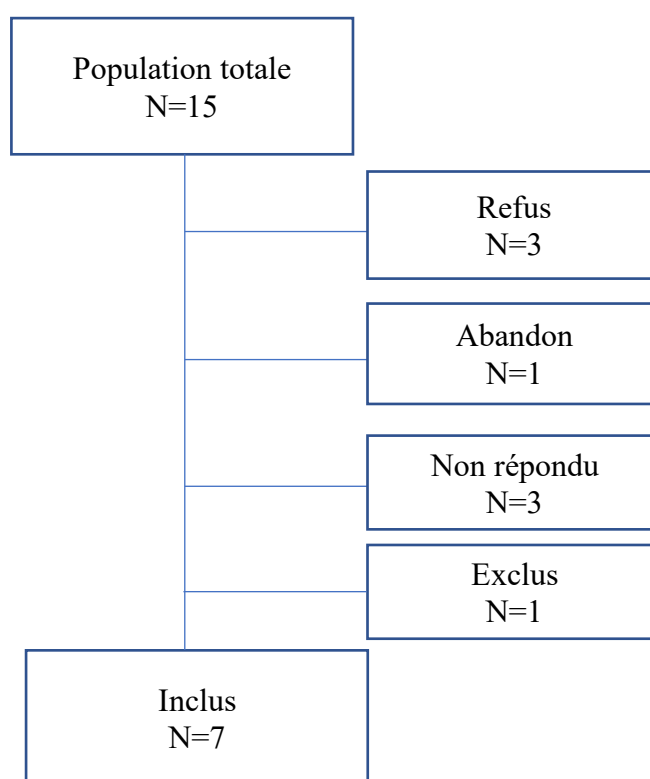 Population totale
N=15
Refus
N=3
Abandon
N=1
Non répondu
N=3
Exclus
N=1
Inclus
N=7